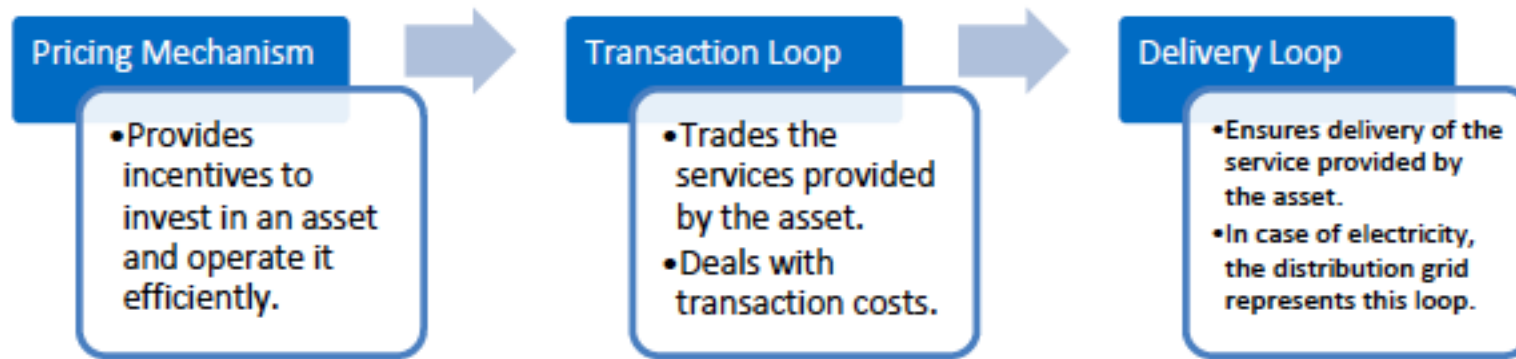 Pricing Mechanism
•Provides
incentives to
invest in an asset
and operate it
efficiently.
Transaction Loop
•Trades the
services provided
by the asset.
•Deals with
transaction costs.
Delivery Loop
•Ensures delivery of the
service provided by
the asset.
•In case of electricity,
the distribution grid
represents this loop.